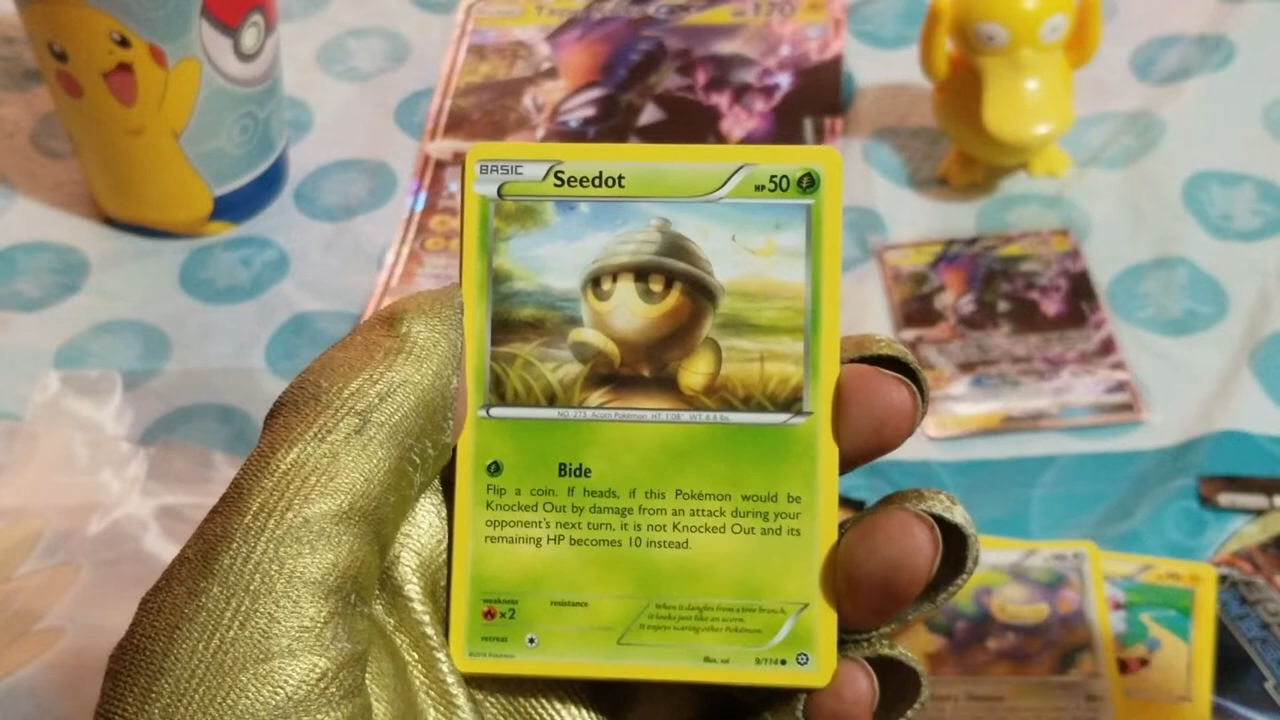 170
BASIC Seedot HP 50
NO. 273 Acorn Pokémon HT: 1'08" WT: 8.8 lbs.
Bide
Flip a coin. If heads, if this Pokémon would be
Knocked Out by damage from an attack during your
opponent's next turn, it is not Knocked Out and its
remaining HP becomes 10 instead.
weakness resistance
×2
retreat
When it dangles from a tree branch,
it looks just like an acorn.
It enjoys scaring other Pokémon.
©2016 Pokémon Illus. sui 9/114